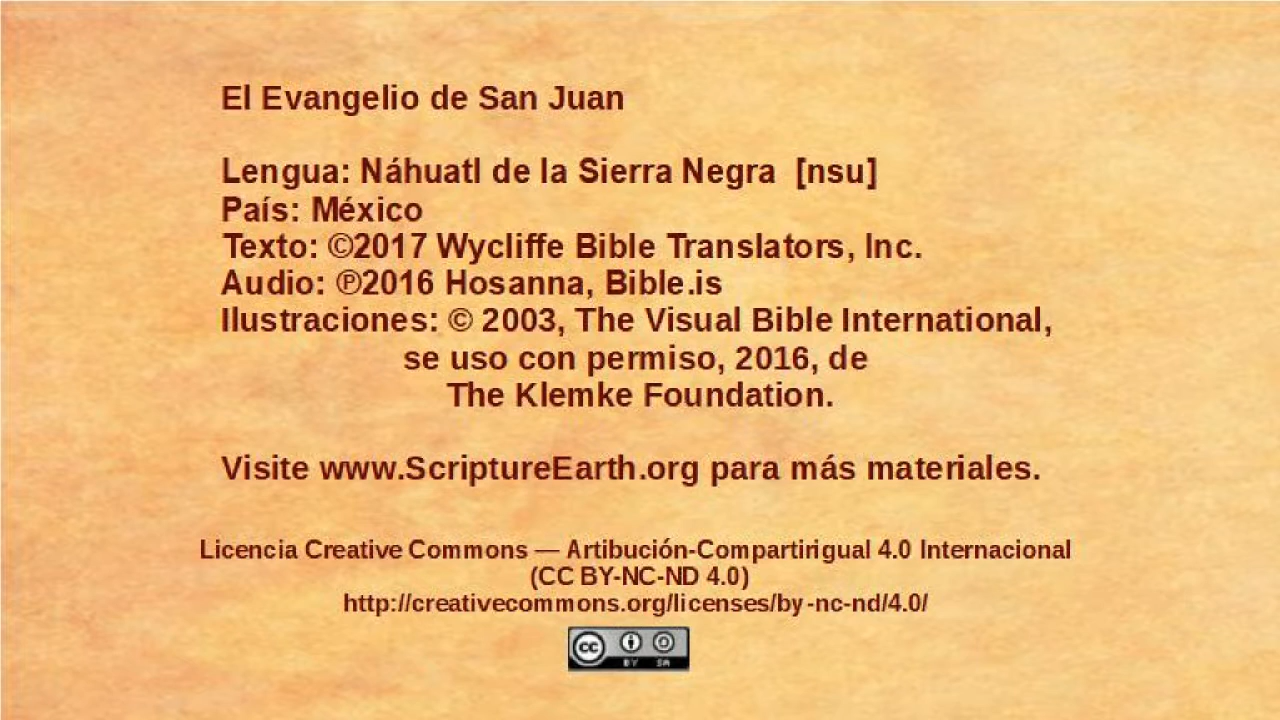 El Evangelio de San Juan
Lengua: Náhuatl de la Sierra Negra [nsu]
País: México
Texto: ©2017 Wycliffe Bible Translators, Inc.
Audio: ℗2016 Hosanna, Bible.is
Ilustraciones: © 2003, The Visual Bible International,
se uso con permiso, 2016, de
The Klemke Foundation.
Visite www.ScriptureEarth.org para más materiales.
Licencia Creative Commons — Artibución-Compartirigual 4.0 Internacional
(CC BY-NC-ND 4.0)
http://creativecommons.org/licenses/by-nc-nd/4.0/
cc BY SA